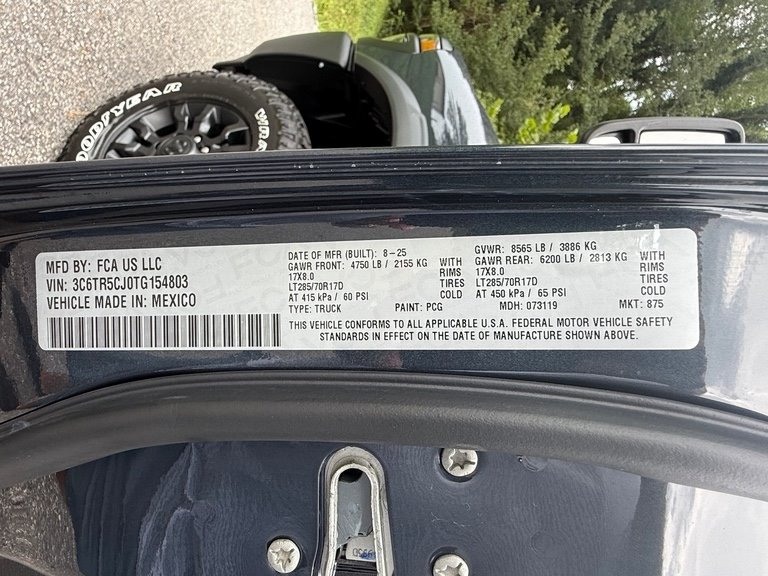 GOODYEAR
WRA
MFD BY: FCA US LLC
VIN: 3C6TR5CJ0TG154803
VEHICLE MADE IN: MEXICO
DATE OF MFR (BUILT): 8-25
GAWR FRONT: 4750 LB / 2155 KG WITH
17X8.0 RIMS
LT285/70R17D TIRES
AT 415 kPa / 60 PSI COLD
TYPE: TRUCK PAINT: PCG
GVWR: 8565 LB / 3886 KG
GAWR REAR: 6200 LB / 2813 KG WITH
17X8.0 RIMS
LT285/70R17D TIRES
AT 450 kPa / 65 PSI COLD
MDH: 073119 MKT: 875
THIS VEHICLE CONFORMS TO ALL APPLICABLE U.S.A. FEDERAL MOTOR VEHICLE SAFETY
STANDARDS IN EFFECT ON THE DATE OF MANUFACTURE SHOWN ABOVE.